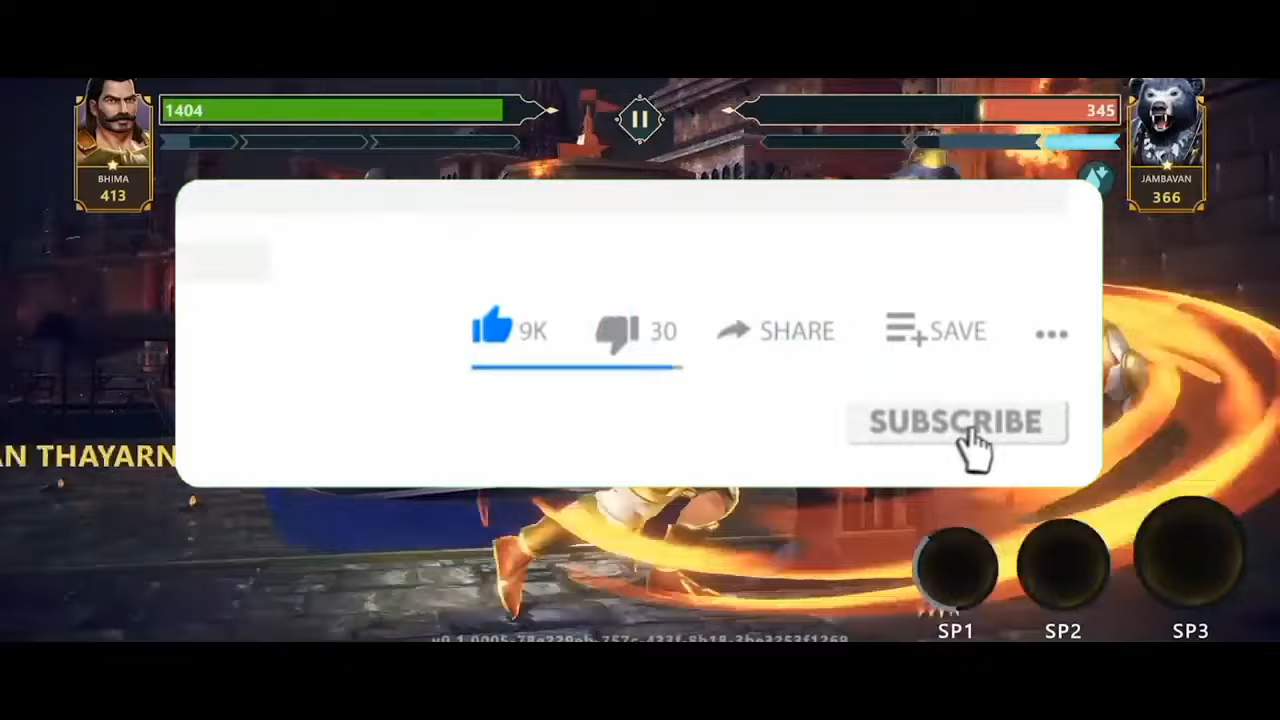 1404
345
BHIMA
413
JAMBAVAN
366
9K
30
SHARE
SAVE
SUBSCRIBE
AN THAYARN
SP1
SP2
SP3